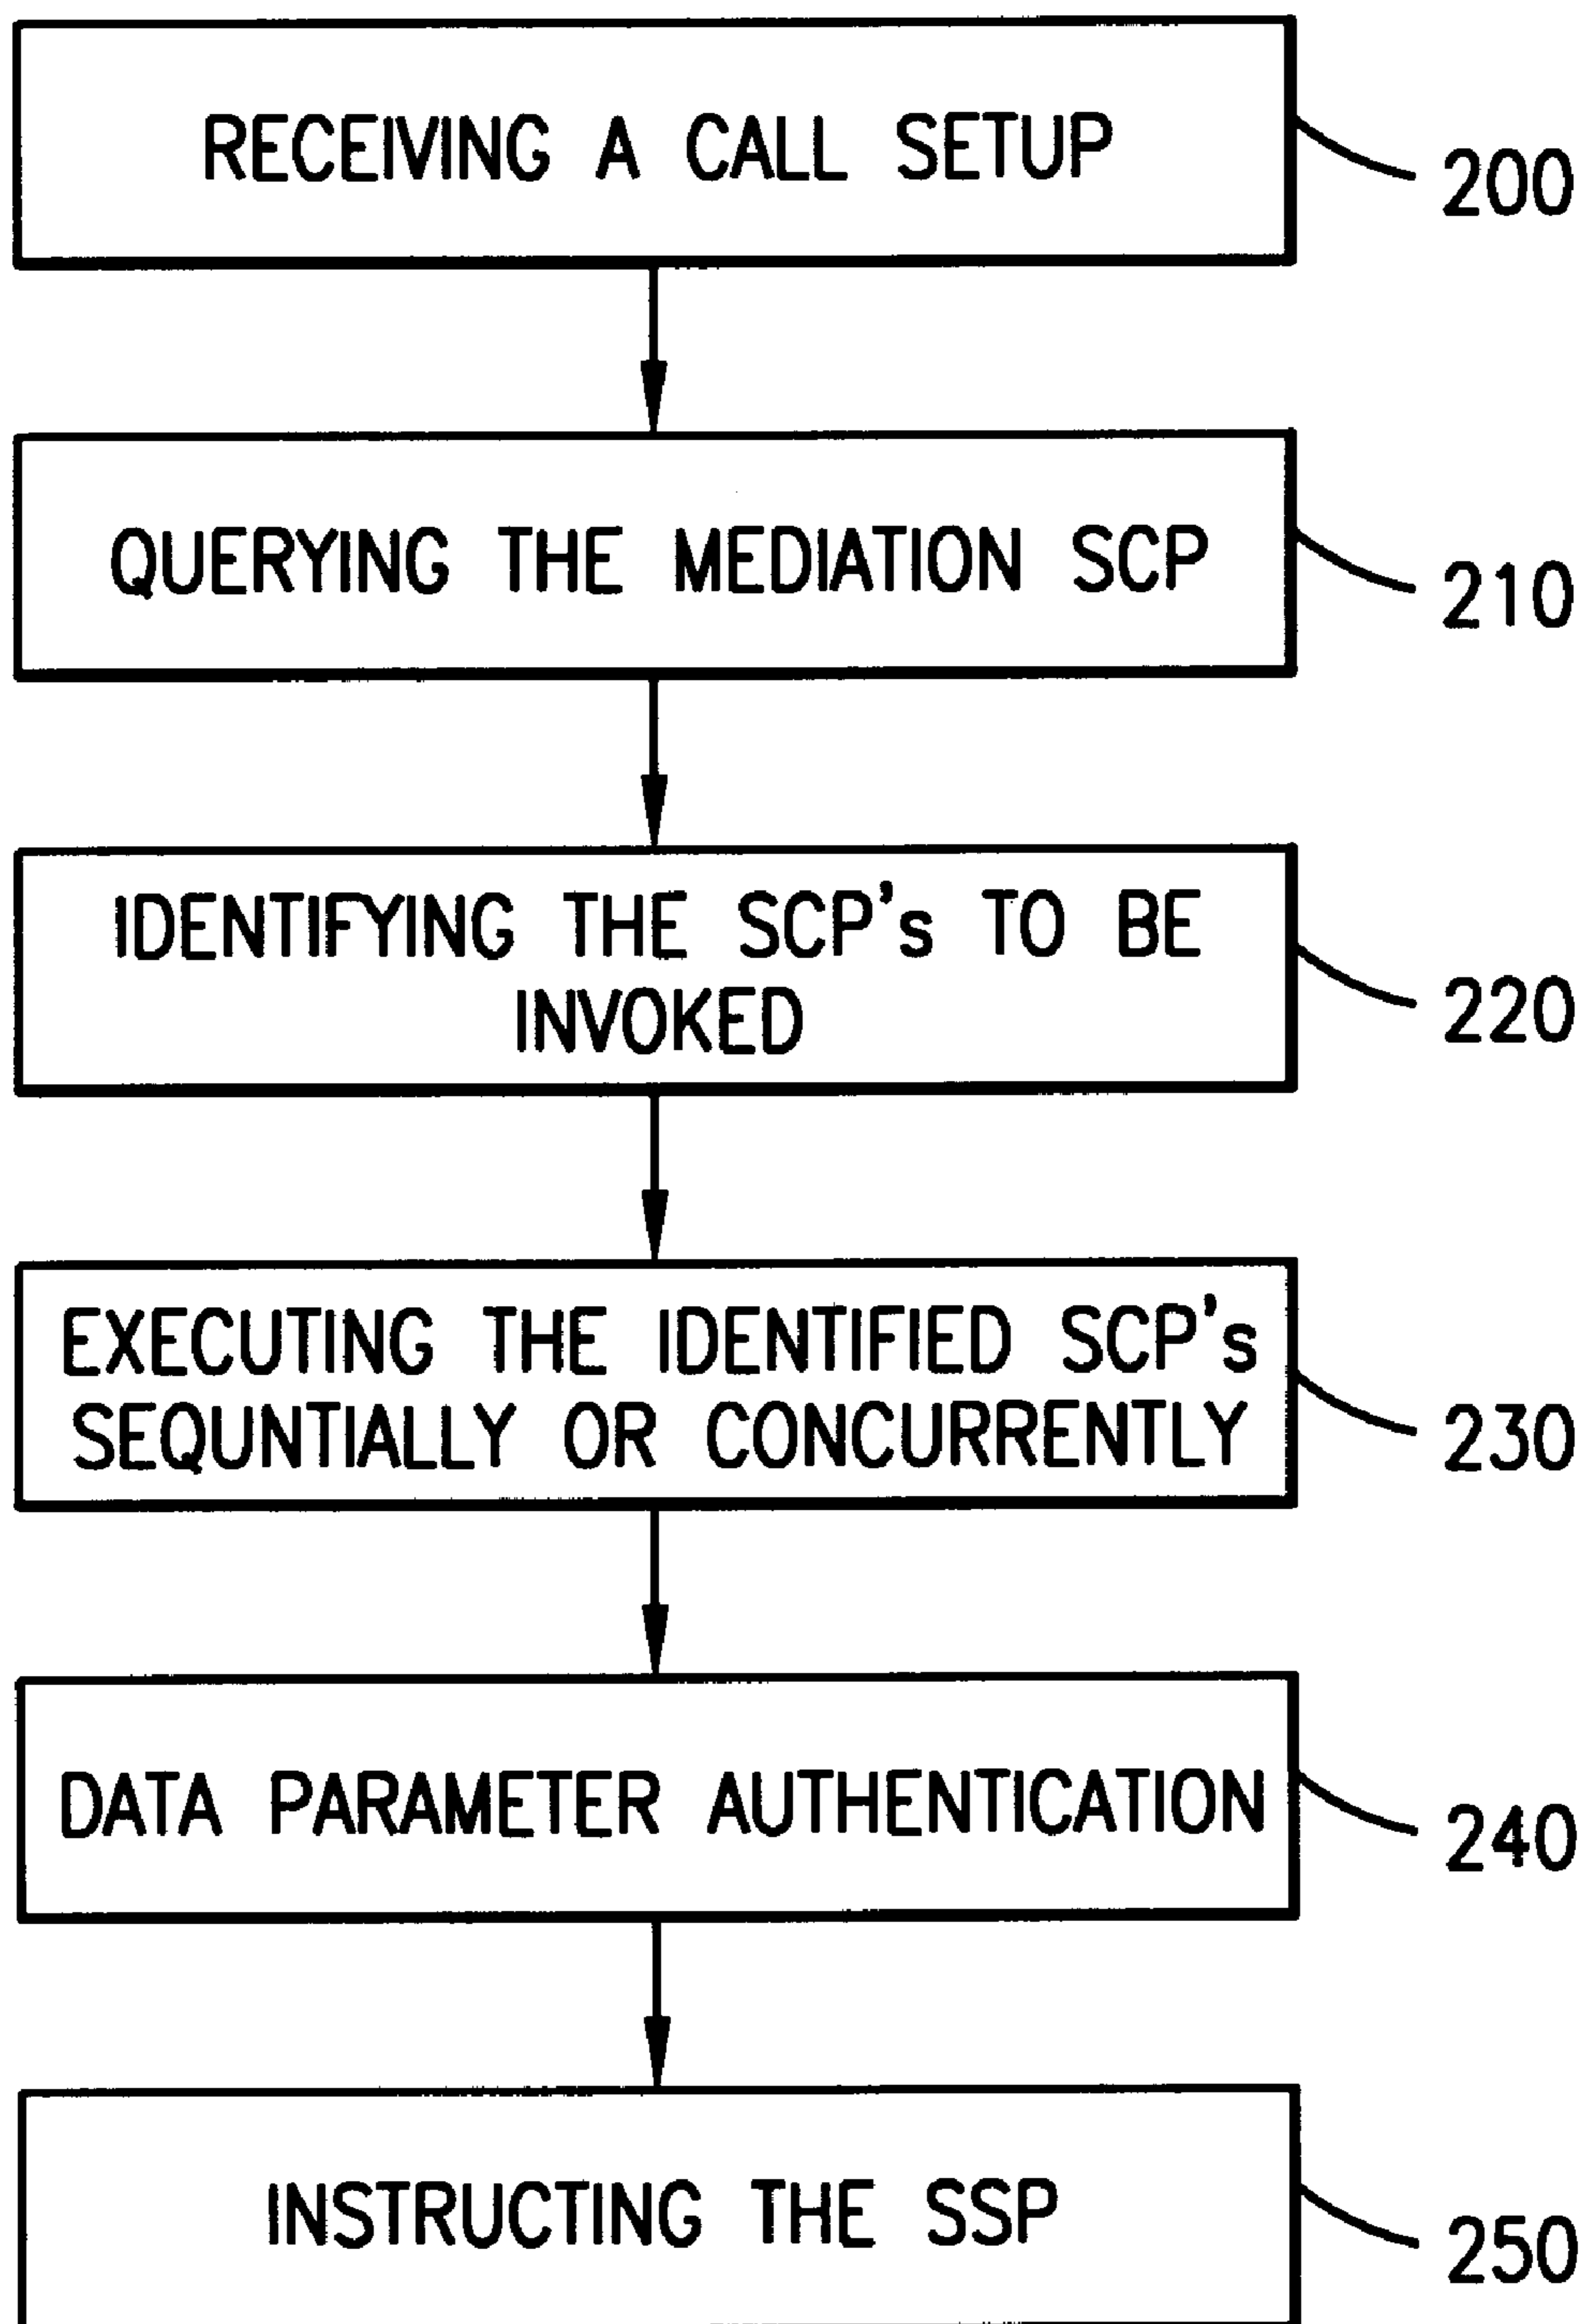 RECEIVING A CALL SETUP
200
QUERYING THE MEDIATION SCP
210
IDENTIFYING THE SCP's TO BE
INVOKED
220
EXECUTING THE IDENTIFIED SCP's
SEQUNTIALLY OR CONCURRENTLY
230
DATA PARAMETER AUTHENTICATION
240
INSTRUCTING THE SSP
250